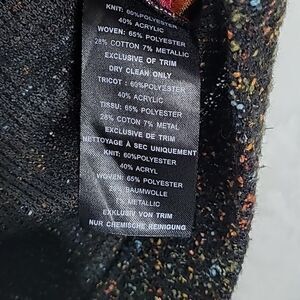 KNIT: 60%POLYESTER
40% ACRYLIC
WOVEN: 65% POLYESTER
28% COTTON 7% METALLIC
EXCLUSIVE OF TRIM
DRY CLEAN ONLY
TRICOT : 60%POLYESTER
40% ACRYLIC
TISSU: 65% POLYESTER
28% COTON 7% METAL
EXCLUSIVE DE TRIM
NETTOYAGE A SEC UNIQUEMENT
KNIT: 60%POLYESTER
40% ACRYL
WOVEN: 65% POLYESTER
28% BAUMWOLLE
7% METALLIC
EXKLUSIV VON TRIM
NUR CHEMISCHE REINIGUNG